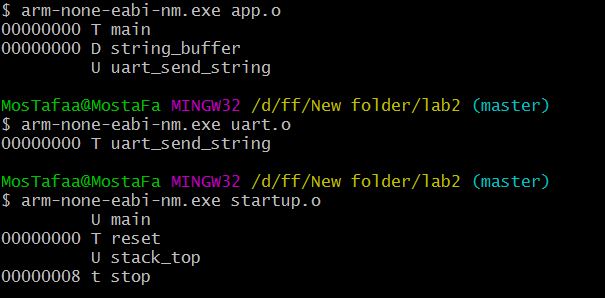 $ arm-none-eabi-nm.exe app.o
00000000 T main
00000000 D string_buffer
         U uart_send_string

MosTafaa@MostaFa MINGW32 /d/ff/New folder/lab2 (master)
$ arm-none-eabi-nm.exe uart.o
00000000 T uart_send_string

MosTafaa@MostaFa MINGW32 /d/ff/New folder/lab2 (master)
$ arm-none-eabi-nm.exe startup.o
         U main
00000000 T reset
         U stack_top
00000008 t stop